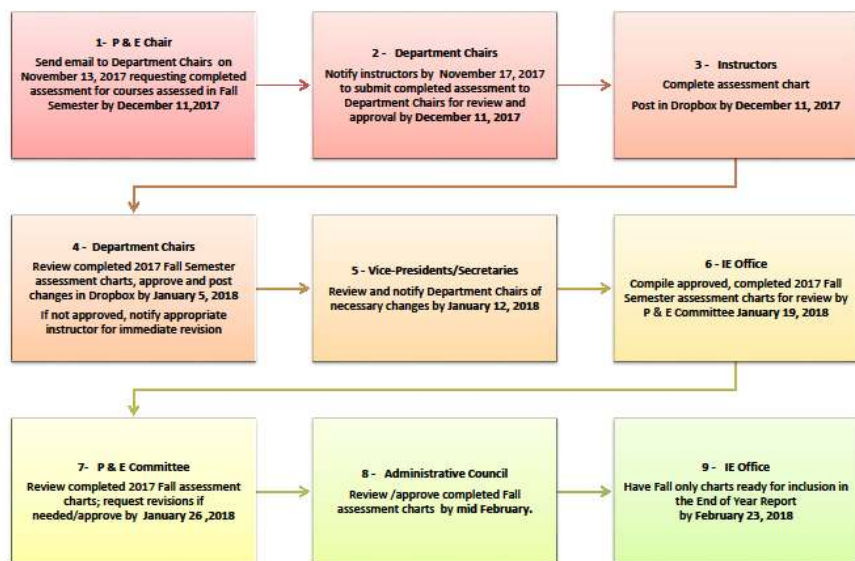 1- P & E Chair
Send email to Department Chairs on
November 13, 2017 requesting completed
assessment for courses assessed in Fall
Semester by December 11,2017
2 - Department Chairs
Notify instructors by November 17, 2017
to submit completed assessment to
Department Chairs for review and
approval by December 11, 2017
3 - Instructors
Complete assessment chart
Post in Dropbox by December 11, 2017
4 - Department Chairs
Review completed 2017 Fall Semester
assessment charts, approve and post
changes in Dropbox by January 5, 2018
If not approved, notify appropriate
instructor for immediate revision
5 - Vice-Presidents/Secretaries
Review and notify Department Chairs of
necessary changes by January 12, 2018
6 - IE Office
Compile approved, completed 2017 Fall
Semester assessment charts for review by
P & E Committee January 19, 2018
7- P & E Committee
Review completed 2017 Fall assessment
charts; request revisions if
needed/approve by January 26 ,2018
8 - Administrative Council
Review /approve completed Fall
assessment charts by mid February.
9 - IE Office
Have Fall only charts ready for inclusion in
the End of Year Report
by February 23, 2018